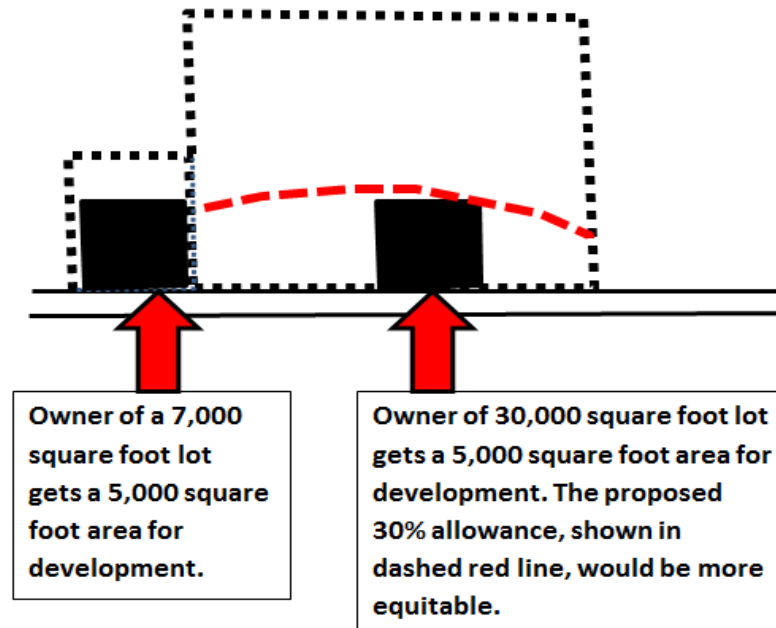 Owner of a 7,000
square foot lot
gets a 5,000 square
foot area for
development.
Owner of 30,000 square foot lot
gets a 5,000 square foot area for
development. The proposed
30% allowance, shown in
dashed red line, would be more
equitable.